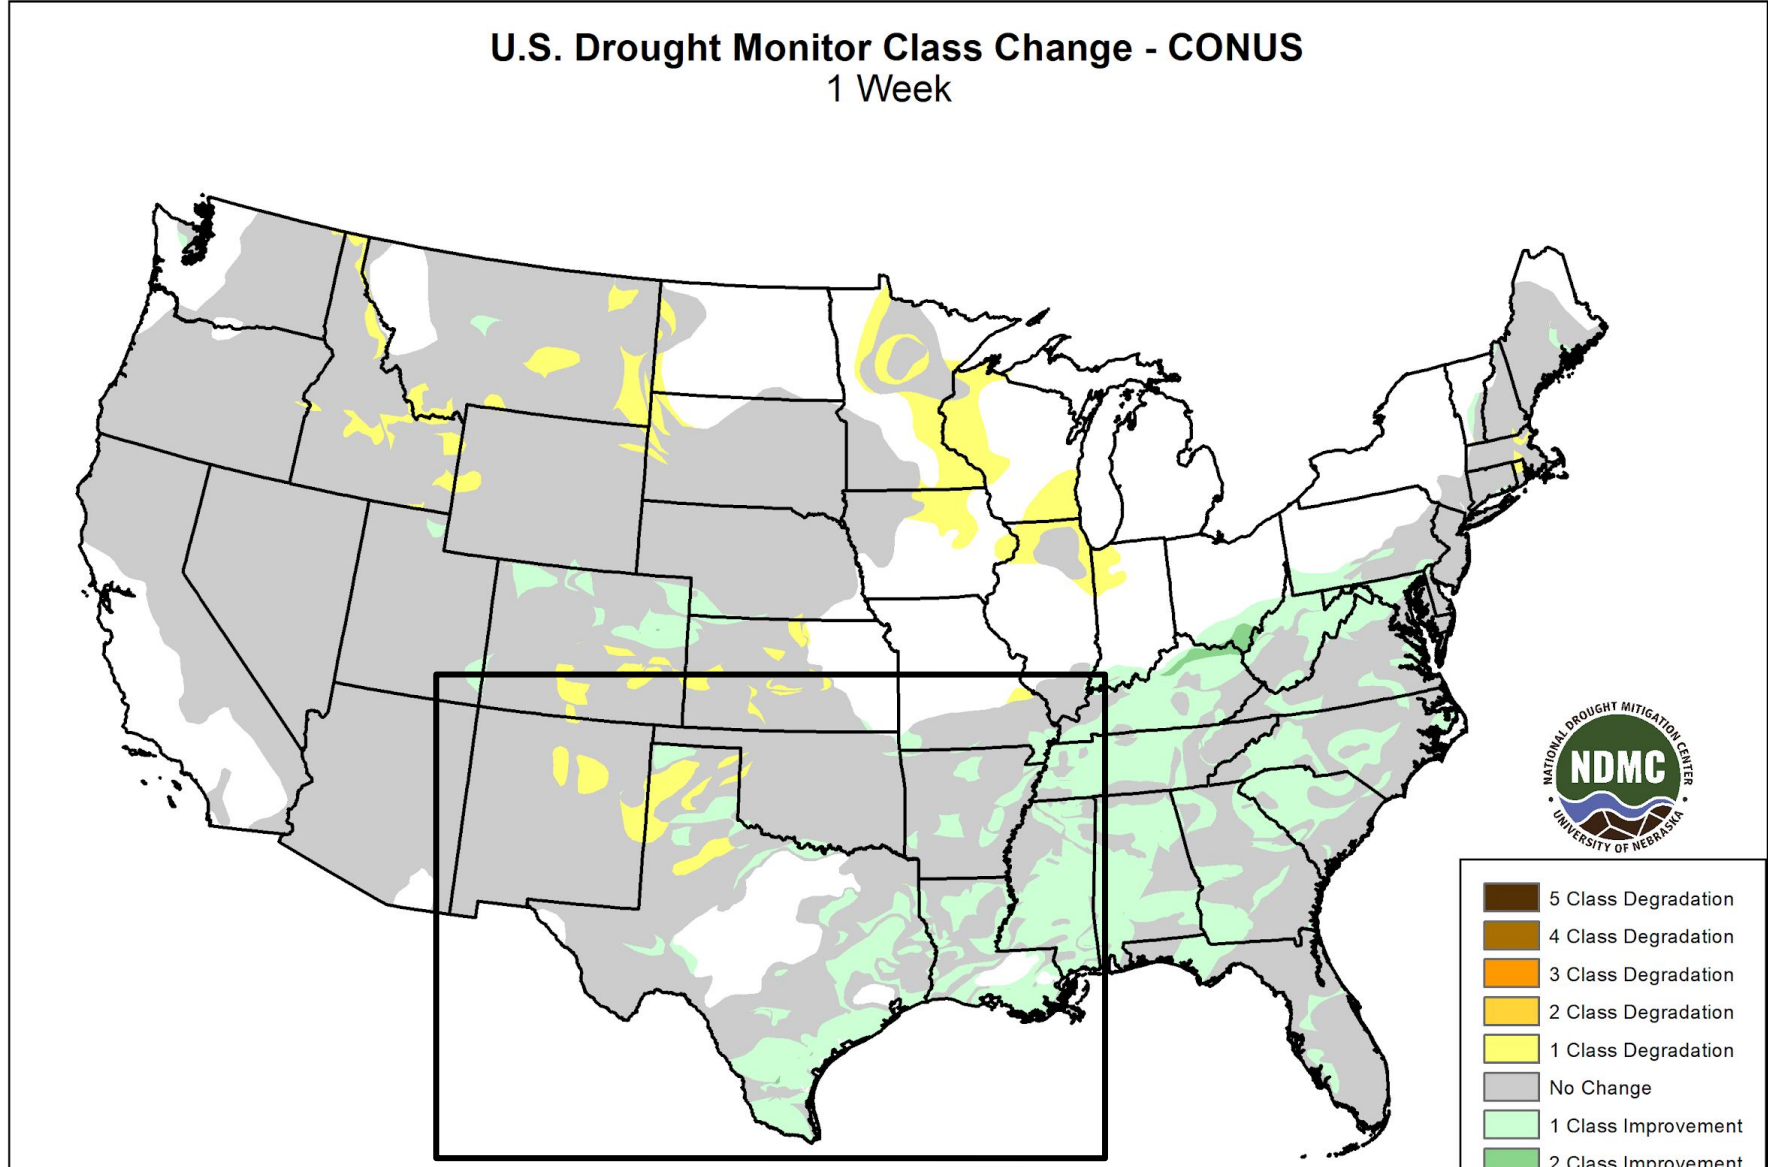 U.S. Drought Monitor Class Change - CONUS
1 Week
NATIONAL DROUGHT MITIGATION CENTER
NDMC
UNIVERSITY OF NEBRASKA
5 Class Degradation
4 Class Degradation
3 Class Degradation
2 Class Degradation
1 Class Degradation
No Change
1 Class Improvement
2 Class Improvement